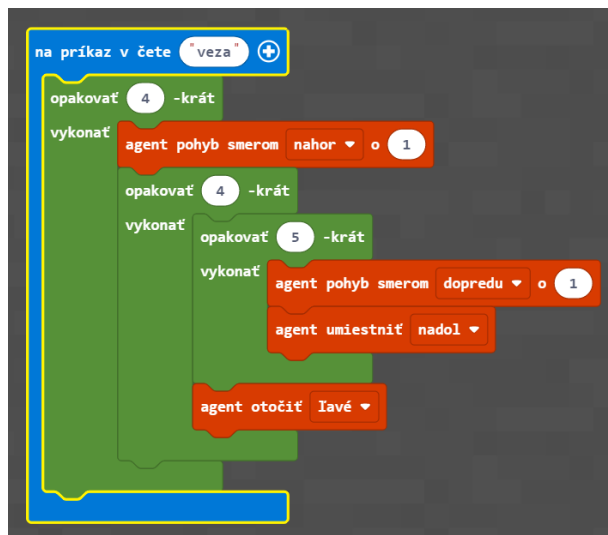 na príkaz v čete "veza"
opakovať 4 -krát
vykonať
agent pohyb smerom nahor o 1
opakovať 4 -krát
vykonať
opakovať 5 -krát
vykonať
agent pohyb smerom dopredu o 1
agent umiestniť nadol
agent otočiť Ľavé